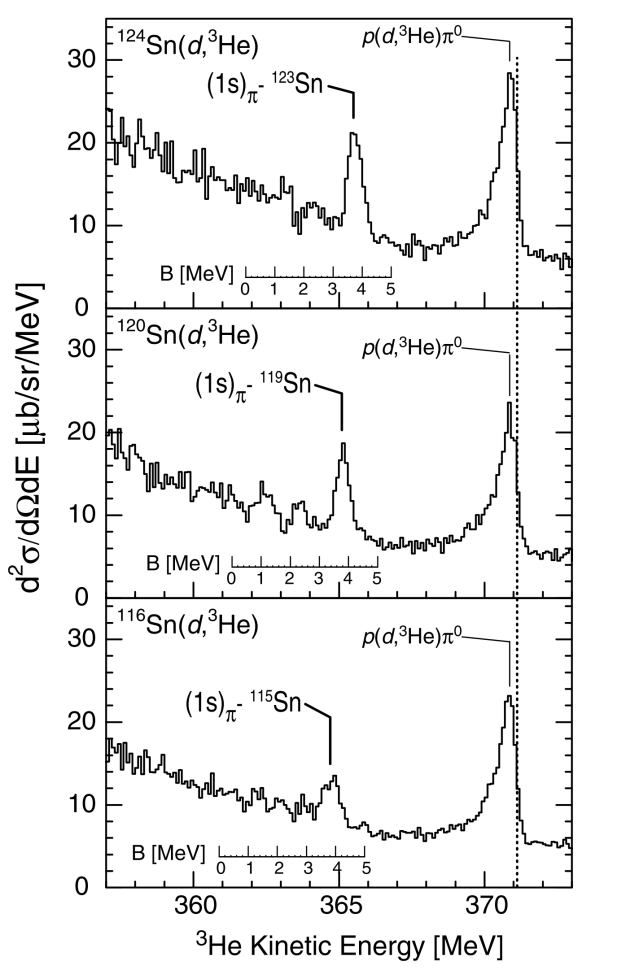 d²σ/dΩdE [μb/sr/MeV]
¹²⁴Sn(d,³He)
p(d,³He)π⁰
(1s)π- ¹²³Sn
30
20
10
0
B [MeV]
0 1 2 3 4 5
¹²⁰Sn(d,³He)
p(d,³He)π⁰
(1s)π- ¹¹⁹Sn
30
20
10
0
B [MeV]
0 1 2 3 4 5
¹¹⁶Sn(d,³He)
p(d,³He)π⁰
(1s)π- ¹¹⁵Sn
30
20
10
0
B [MeV]
0 1 2 3 4 5
360 365 370
³He Kinetic Energy [MeV]